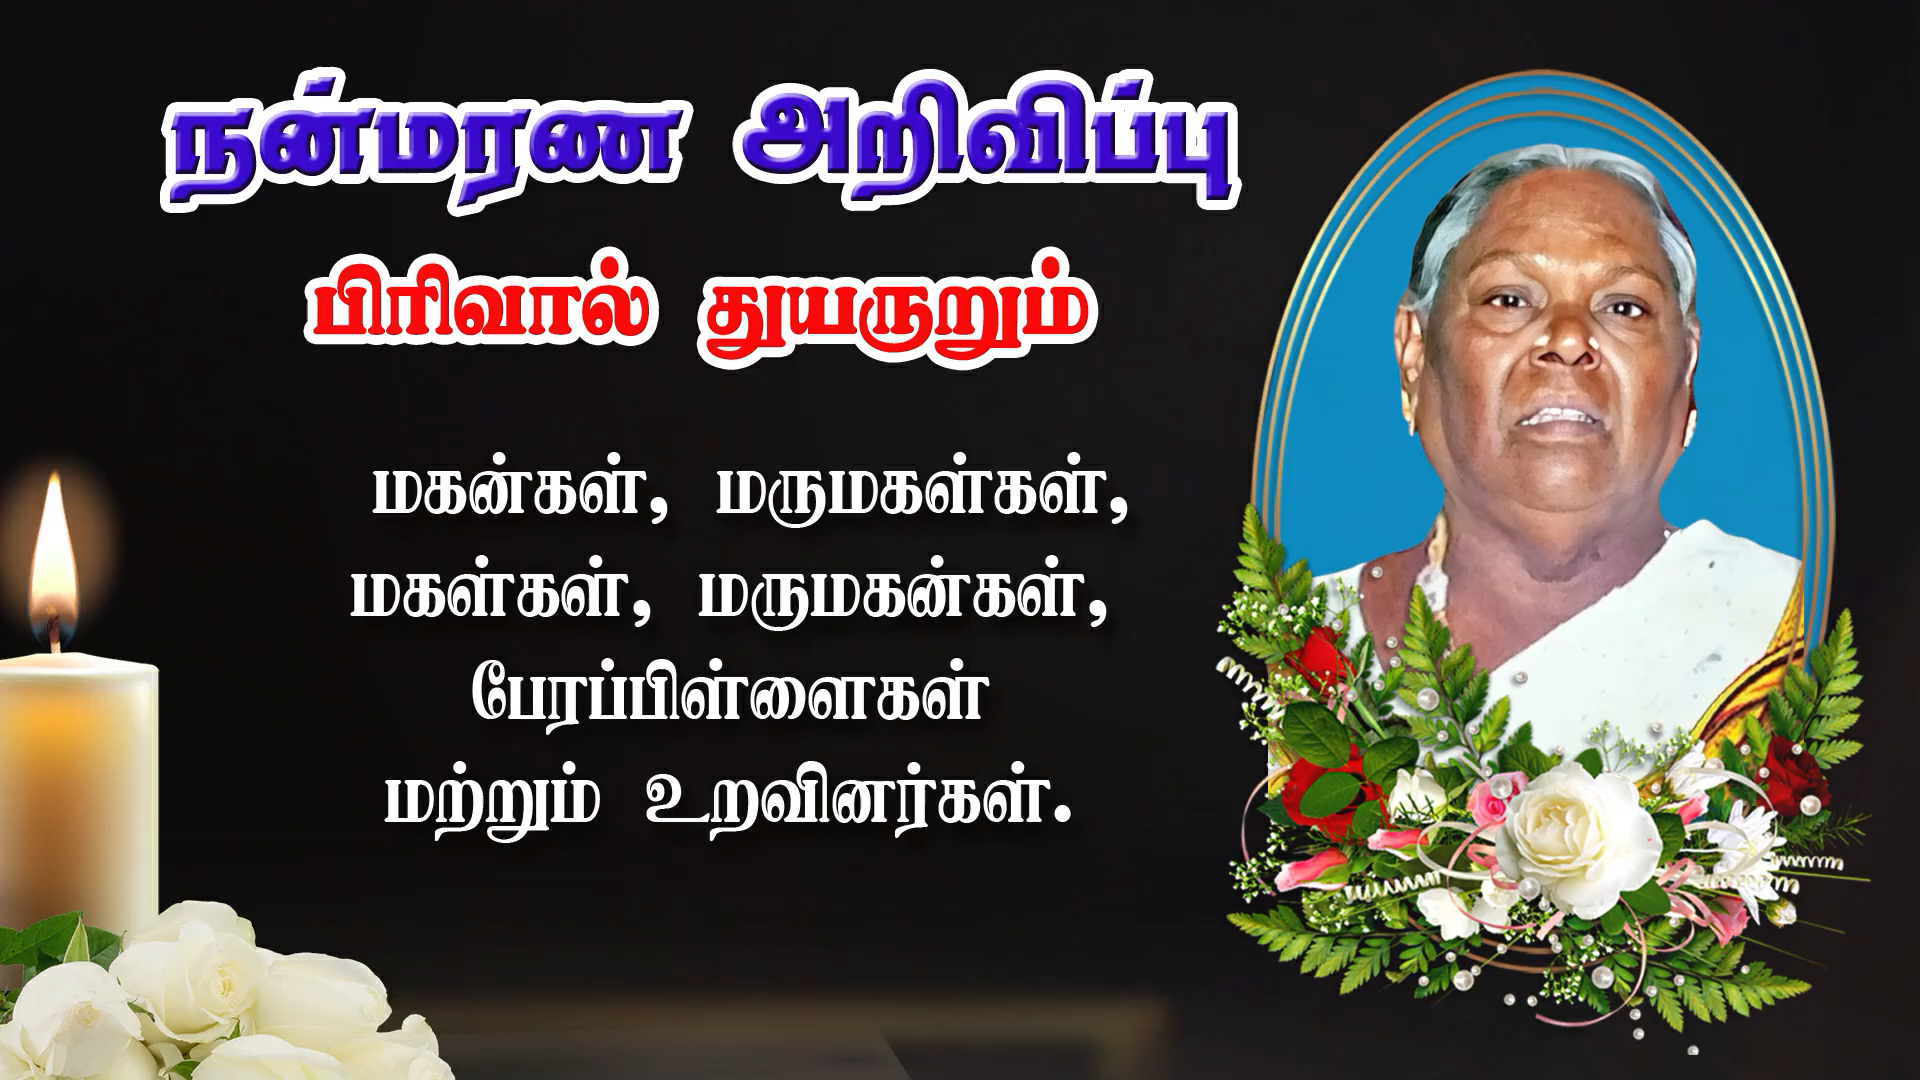 நன்மரண அறிவிப்பு
பிரிவால் துயருறும்
மகன்கள், மருமகள்கள்,
மகள்கள், மருமகன்கள்,
பேரப்பிள்ளைகள்
மற்றும் உறவினர்கள்.